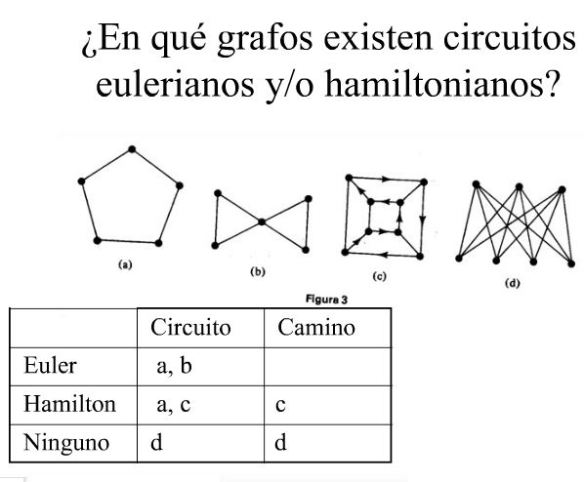 ¿En qué grafos existen circuitos
eulerianos y/o hamiltonianos?
(a)
(b)
(c)
(d)
Figura 3
Circuito Camino
Euler a, b
Hamilton a, c c
Ninguno d d